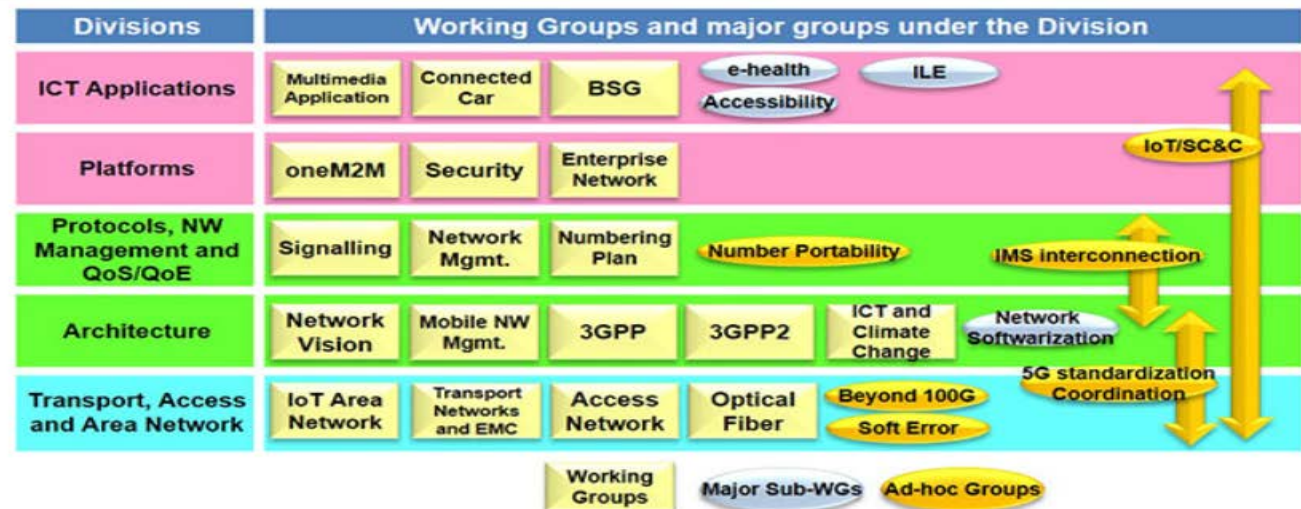 Divisions
Working Groups and major groups under the Division
ICT Applications
Multimedia
Application
Connected
Car
BSG
e-health
Accessibility
ILE
Platforms
oneM2M
Security
Enterprise
Network
IoT/SC&C
Protocols, NW
Management and
QoS/QoE
Signalling
Network
Mgmt.
Numbering
Plan
Number Portability
IMS interconnection
Architecture
Network
Vision
Mobile NW
Mgmt.
3GPP
3GPP2
ICT and
Climate
Change
Network
Softwarization
5G standardization
Coordination
Transport, Access
and Area Network
IoT Area
Network
Transport
Networks
and EMC
Access
Network
Optical
Fiber
Beyond 100G
Soft Error
Working
Groups
Major Sub-WGs
Ad-hoc Groups